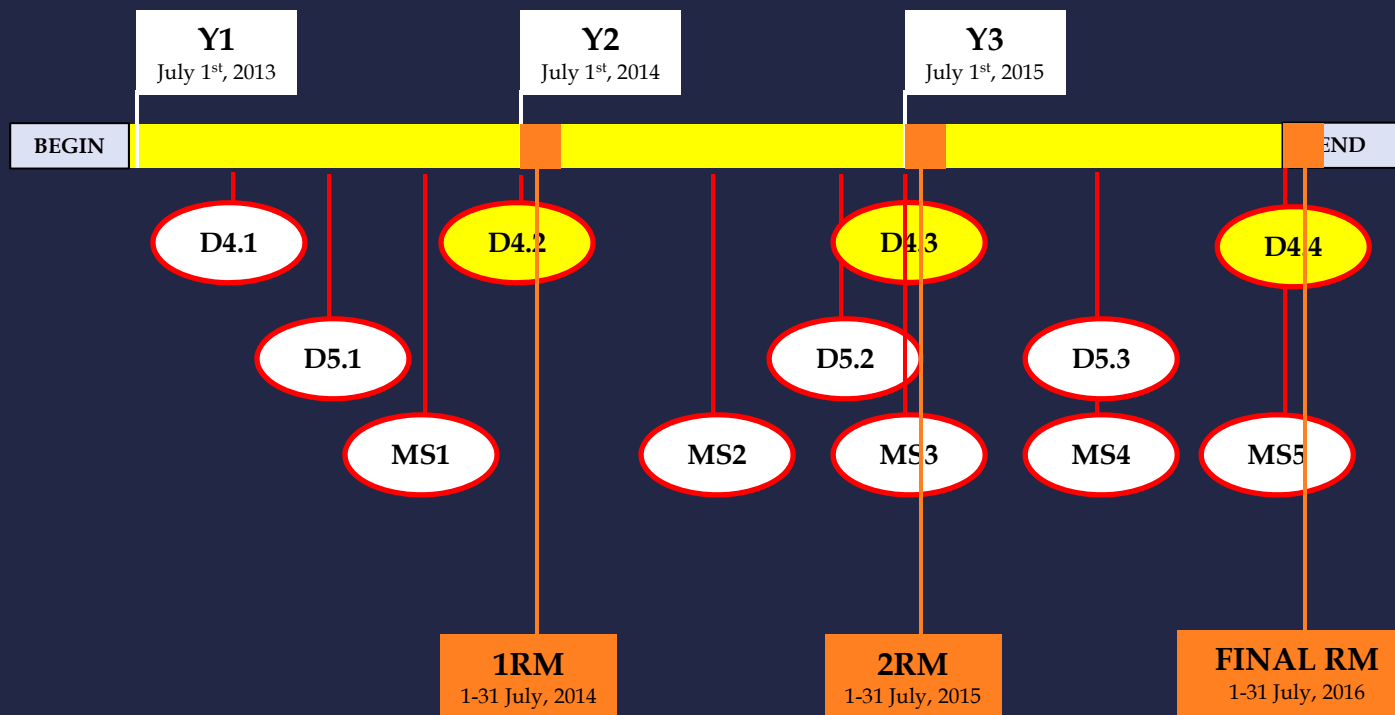 Y1
July 1st, 2013
Y2
July 1st, 2014
Y3
July 1st, 2015
BEGIN
END
D4.1
D4.2
D4.3
D4.4
D5.1
D5.2
D5.3
MS1
MS2
MS3
MS4
MS5
1RM
1-31 July, 2014
2RM
1-31 July, 2015
FINAL RM
1-31 July, 2016